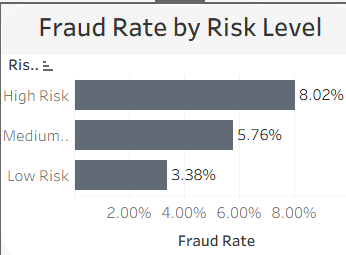 Fraud Rate by Risk Level
Ris..
High Risk 8.02%
Medium.. 5.76%
Low Risk 3.38%
2.00% 4.00% 6.00% 8.00%
Fraud Rate